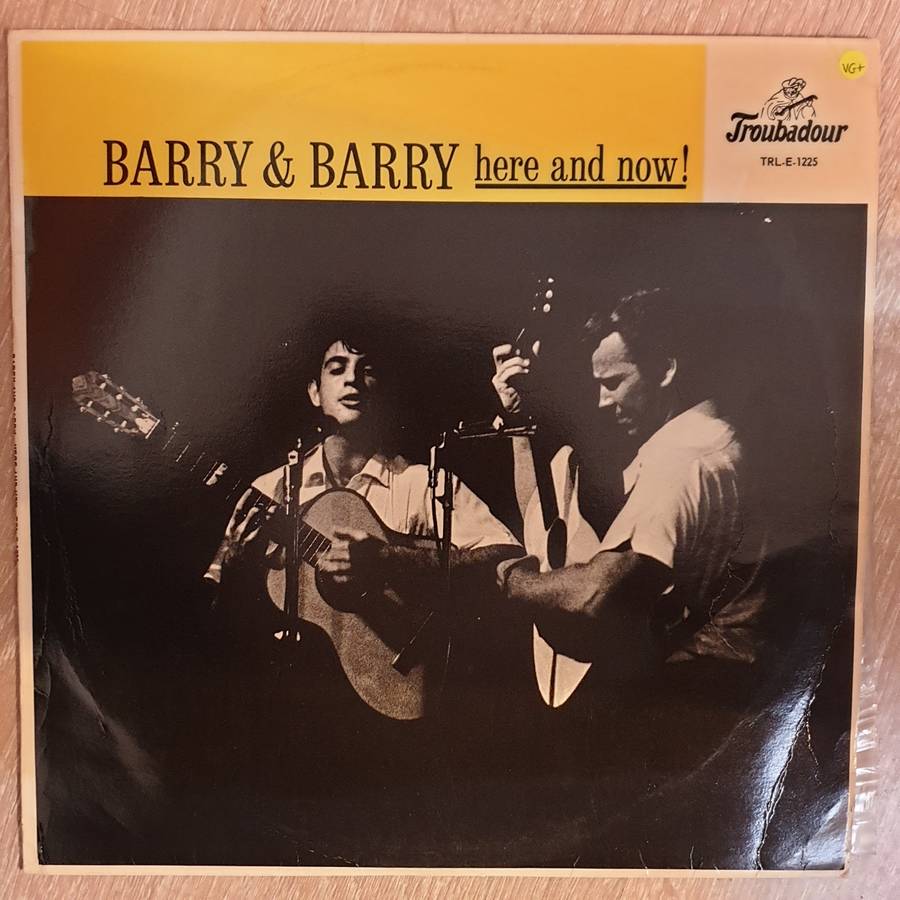 BARRY & BARRY here and now!
Troubadour
TRL-E-1225
VG+